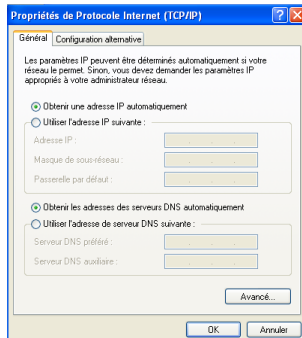 Propriétés de Protocole Internet (TCP/IP)
Général
Configuration alternative
Les paramètres IP peuvent être déterminés automatiquement si votre
réseau le permet. Sinon, vous devez demander les paramètres IP
appropriés à votre administrateur réseau.
Obtenir une adresse IP automatiquement
Utiliser l'adresse IP suivante :
Adresse IP :
Masque de sous-réseau :
Passerelle par défaut :
Obtenir les adresses des serveurs DNS automatiquement
Utiliser l'adresse de serveur DNS suivante :
Serveur DNS préféré :
Serveur DNS auxiliaire :
Avancé...
OK
Annuler